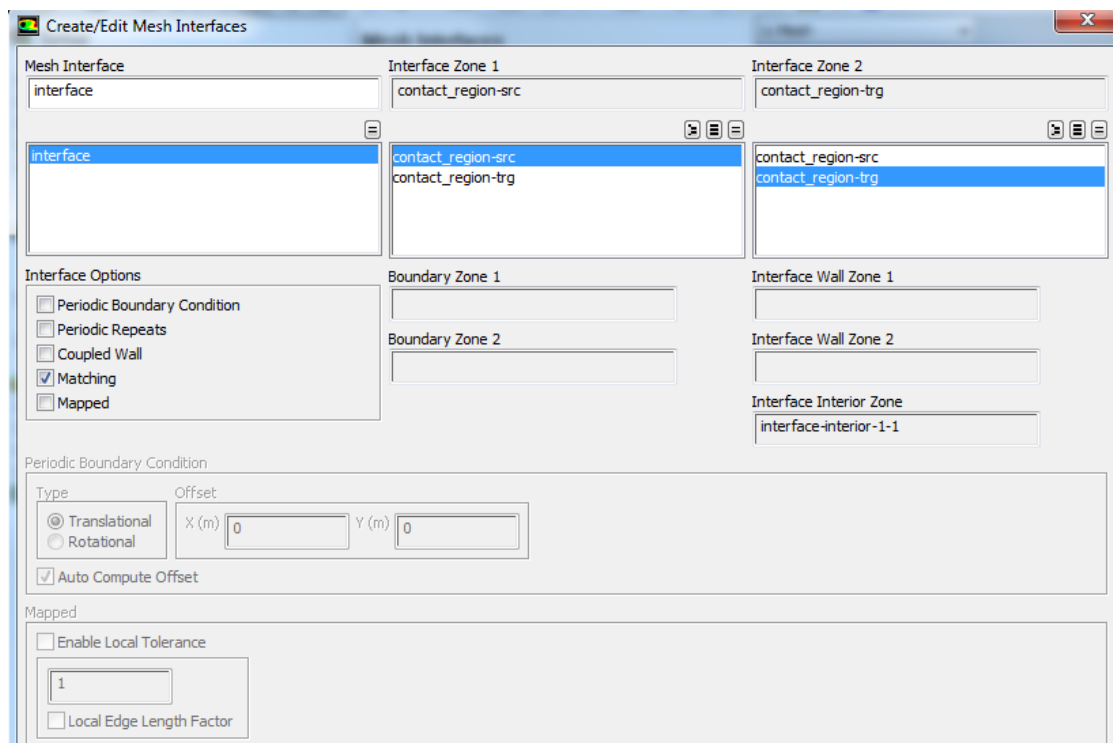 Create/Edit Mesh Interfaces
Mesh Interface
Interface Zone 1
Interface Zone 2
interface
contact_region-src
contact_region-trg
interface
contact_region-src
contact_region-trg
contact_region-src
contact_region-trg
Interface Options
Periodic Boundary Condition
Periodic Repeats
Coupled Wall
Matching
Mapped
Boundary Zone 1
Boundary Zone 2
Interface Wall Zone 1
Interface Wall Zone 2
Interface Interior Zone
interface-interior-1-1
Periodic Boundary Condition
Type
Translational
Rotational
Offset
X (m) 0
Y (m) 0
Auto Compute Offset
Mapped
Enable Local Tolerance
1
Local Edge Length Factor